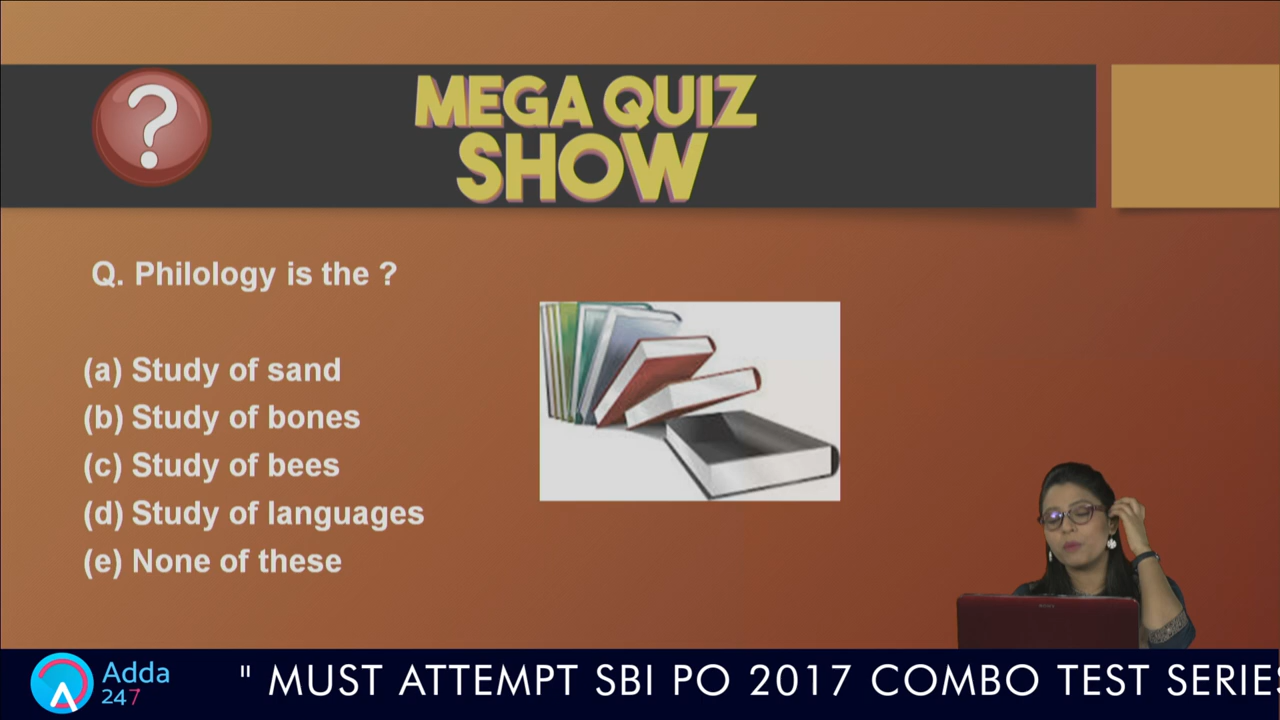 ?
MEGA QUIZ
SHOW
Q. Philology is the ?
(a) Study of sand
(b) Study of bones
(c) Study of bees
(d) Study of languages
(e) None of these
SONY
Adda
247
" MUST ATTEMPT SBI PO 2017 COMBO TEST SERIES